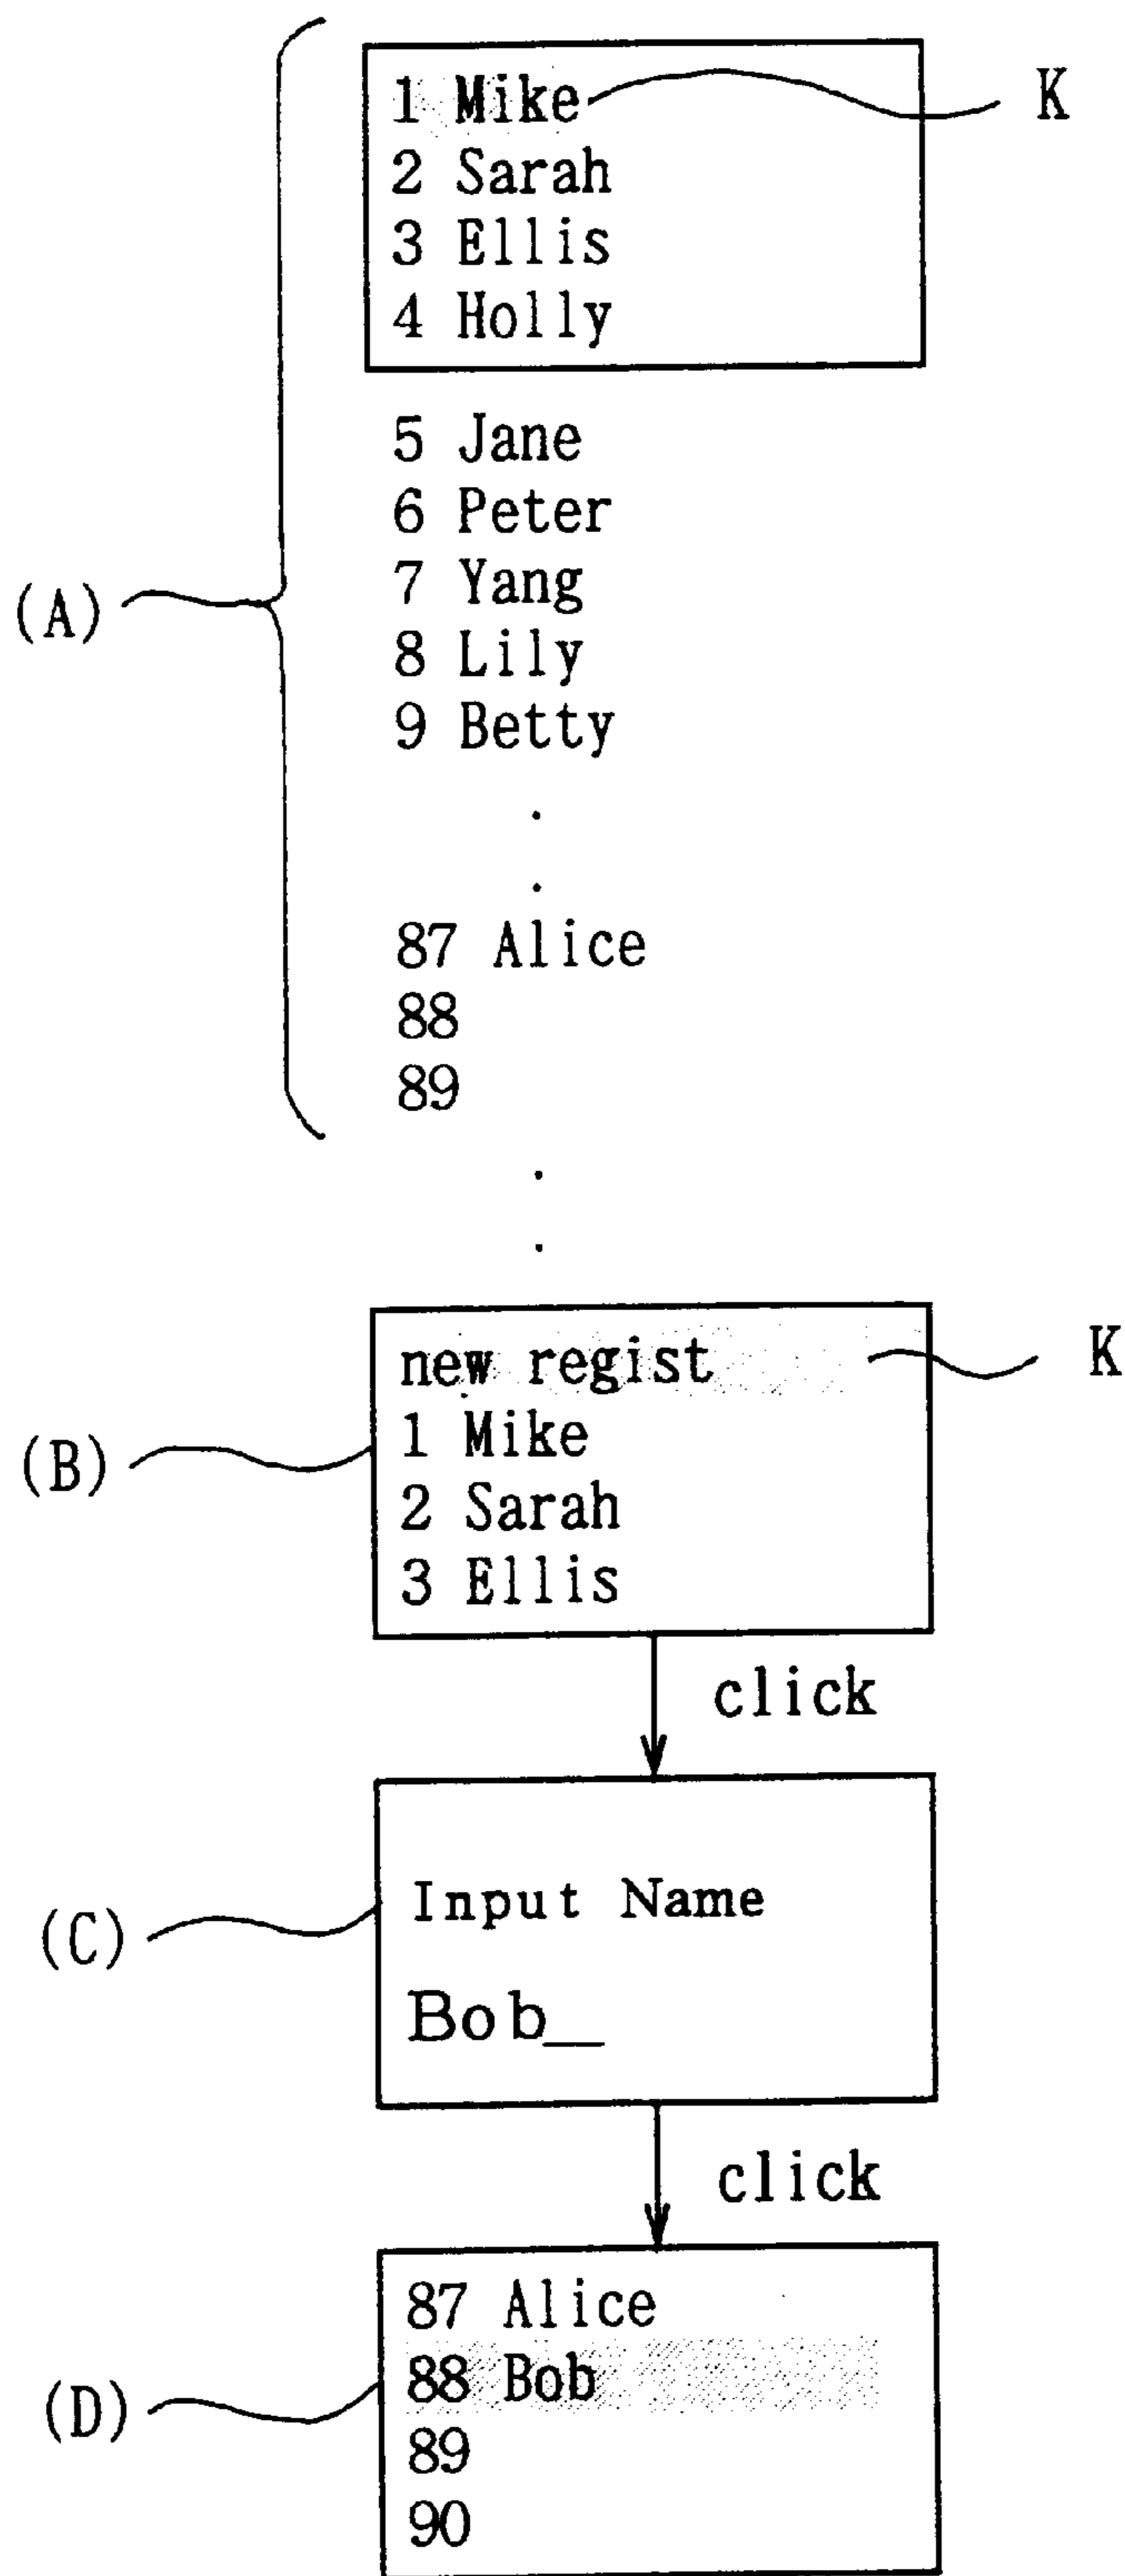 1 Mike
K
2 Sarah
3 Ellis
4 Holly
5 Jane
6 Peter
(A)
7 Yang
8 Lily
9 Betty
.
.
87 Alice
88
89
.
.
new regist
K
1 Mike
(B)
2 Sarah
3 Ellis
click
Input Name
(C)
Bob_
click
87 Alice
88 Bob
(D)
89
90